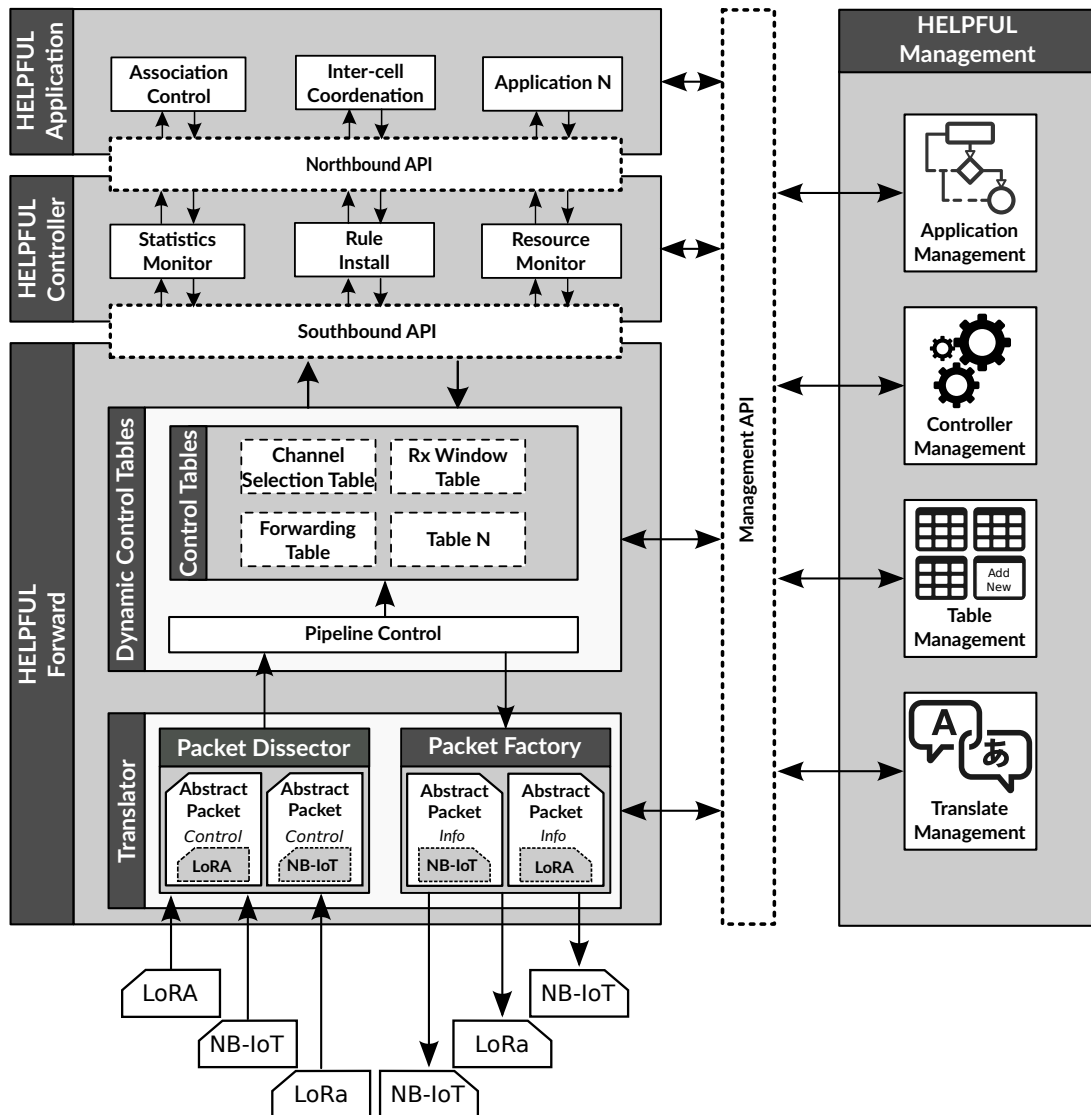 HELPFUL
Application
Association
Control
Inter-cell
Coordenation
Application N
Northbound API
HELPFUL
Controller
Statistics
Monitor
Rule
Install
Resource
Monitor
Southbound API
HELPFUL
Forward
Dynamic Control Tables
Control Tables
Channel
Selection Table
Rx Window
Table
Forwarding
Table
Table N
Pipeline Control
Translator
Packet Dissector
Abstract
Packet
Control
LoRA
Abstract
Packet
Control
NB-IoT
Packet Factory
Abstract
Packet
Info
NB-IoT
Abstract
Packet
Info
LoRA
LoRA
NB-IoT
LoRa
NB-IoT
LoRa
NB-IoT
Management API
HELPFUL
Management
Application
Management
Controller
Management
Add
New
Table
Management
A
あ
Translate
Management